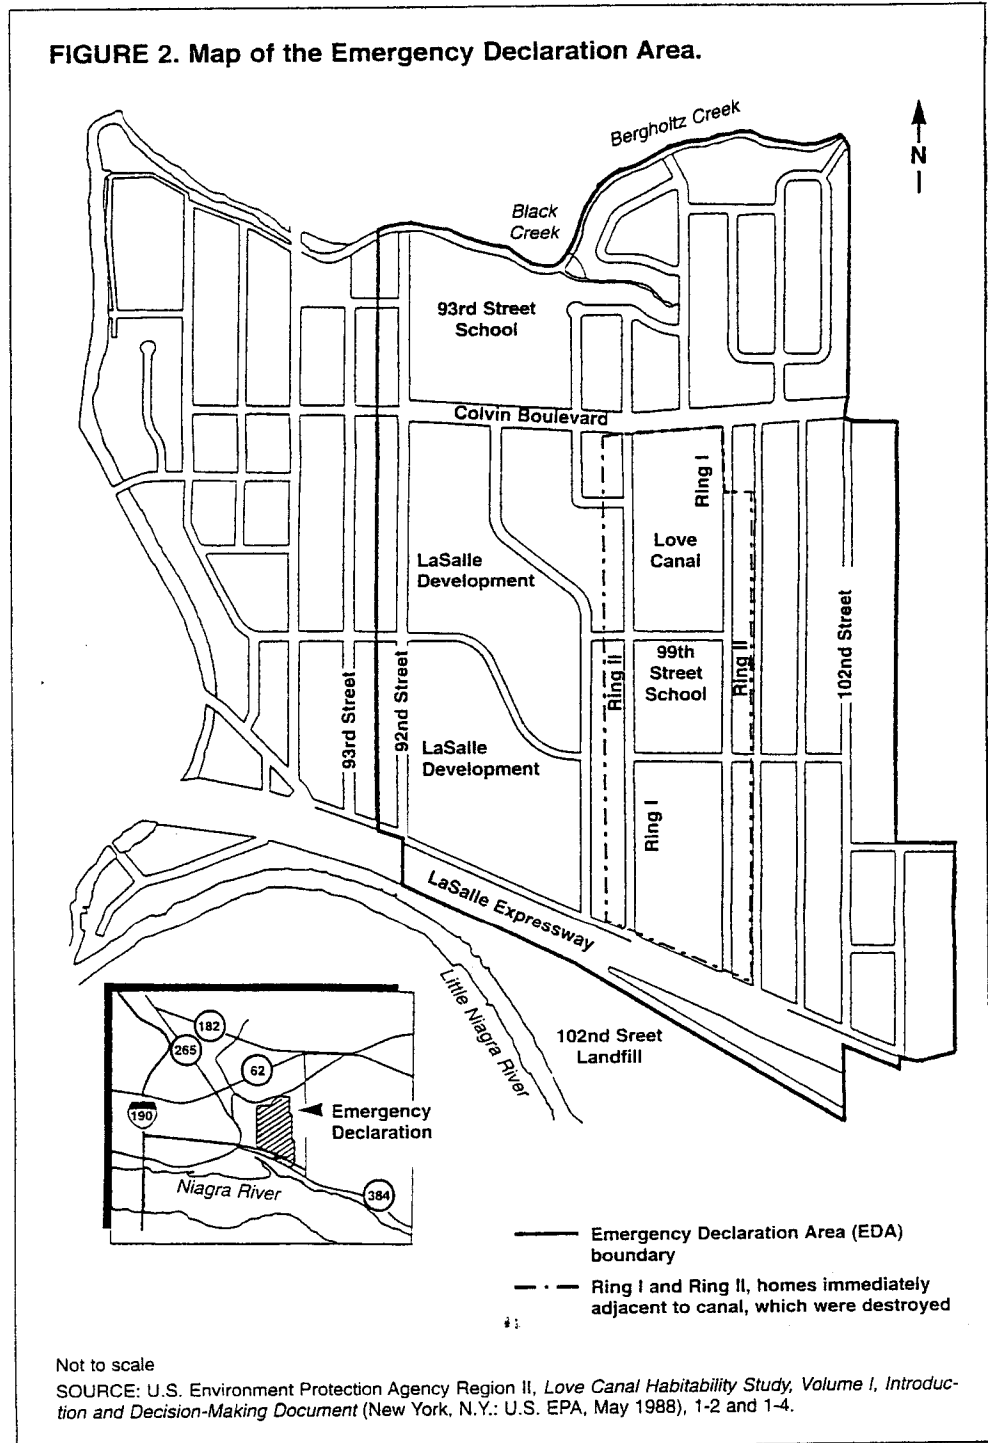 FIGURE 2. Map of the Emergency Declaration Area.
Bergholtz Creek
N
Black
Creek
93rd Street
School
Colvin Boulevard
Ring I
Love
Canal
LaSalle
Development
102nd Street
99th
Street
School
Ring II
Ring II
93rd Street
92nd Street
LaSalle
Development
Ring I
LaSalle Expressway
Little Niagra River
102nd Sreet
Landfill
182
265
62
190
Emergency
Declaration
Niagra River
384
Emergency Declaration Area (EDA)
boundary
Ring I and Ring II, homes immediately
adjacent to canal, which were destroyed
Not to scale
SOURCE: U.S. Environment Protection Agency Region II, Love Canal Habitability Study, Volume I, Introduc-
tion and Decision-Making Document (New York, N.Y.: U.S. EPA, May 1988), 1-2 and 1-4.